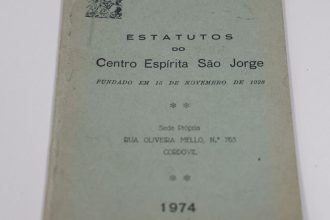 ESTATUTOS
DO
Centro Espírita São Jorge
FUNDADO EM 15 DE NOVEMBRO DE 1928
Sede Própria
RUA OLIVEIRA MELLO, N.° 763
CORDOVIL
1974